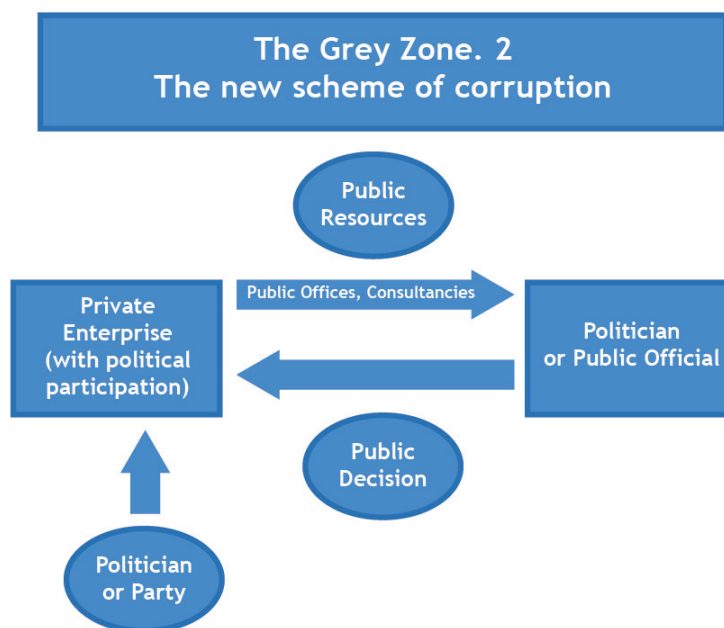 The Grey Zone. 2
The new scheme of corruption
Public
Resources
Public Offices, Consultancies
Private
Enterprise
(with political
participation)
Politician
or Public Official
Public
Decision
Politician
or Party